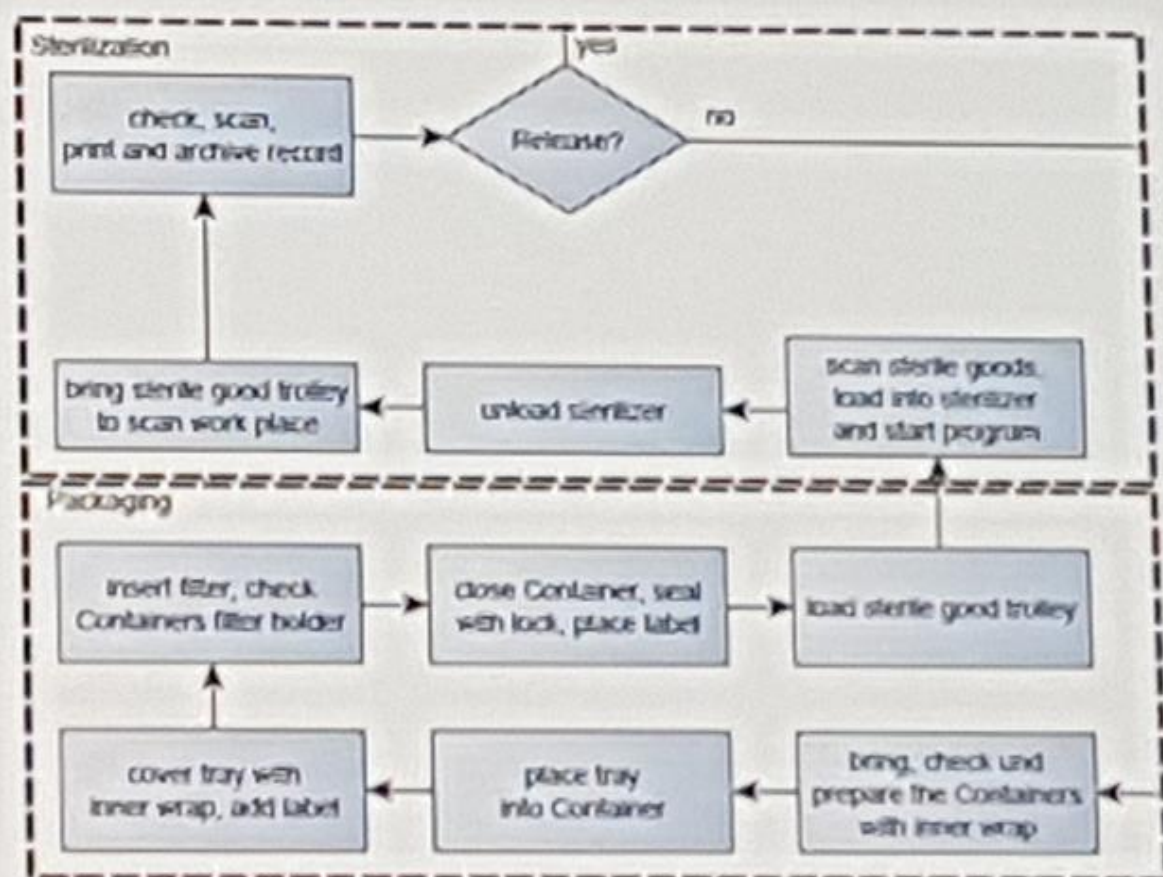 Sterilization
yes
check, scan,
print and archive record
Release?
no
bring sterile good trolley
to scan work place
unload sterilizer
scan sterile goods,
load into sterilizer
and start program
Packaging
insert filter, check
Containers filter holder
close Container, seal
with lock, place label
load sterile good trolley
cover tray with
inner wrap, add label
place tray
into Container
bring, check und
prepare the Containers
with inner wrap